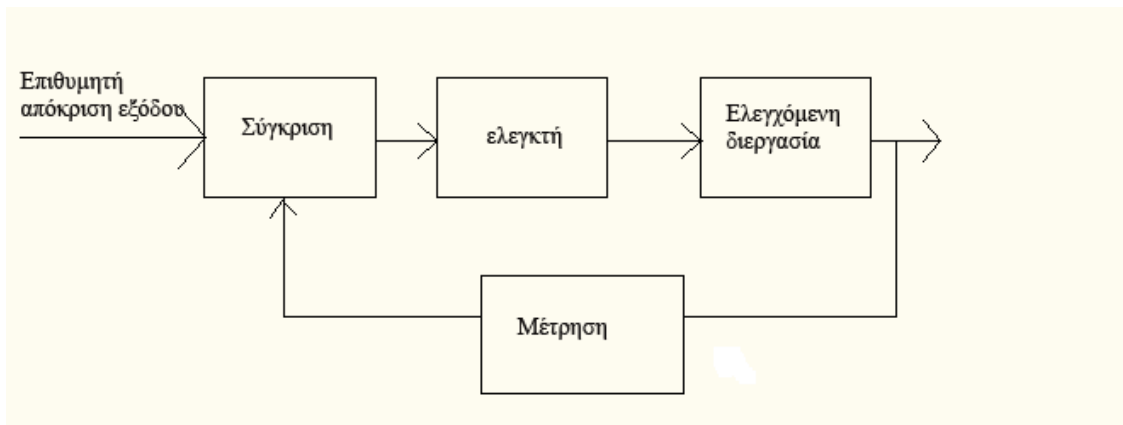 Επιθυμητή
απόκριση εξόδου
Σύγκριση
ελεγκτή
Ελεγχόμενη
διεργασία
Μέτρηση